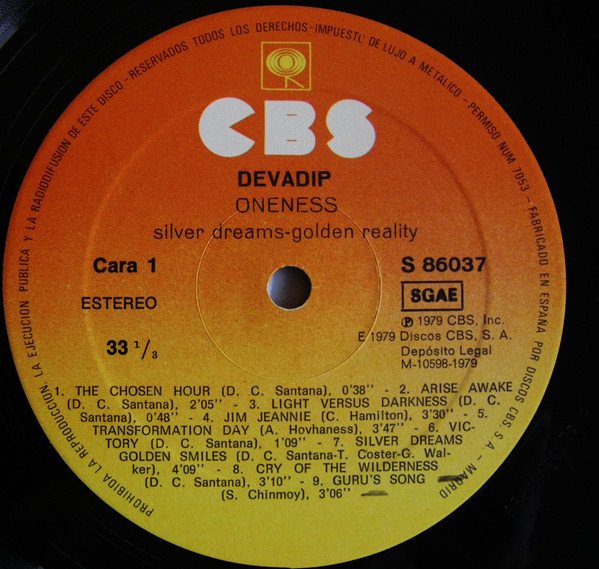 PROHIBIDA LA REPRODUCCION, LA EJECUCION PUBLICA Y LA RADIODIFUSION DE ESTE DISCO - RESERVADOS TODOS LOS DERECHOS - IMPUESTº DE LUJO A METALICO - PERMISO NUM. 7053 - FABRICADO EN ESPAÑA POR DISCOS CBS, S.A. - MADRID
CBS
DEVADIP
ONENESS
silver dreams-golden reality
Cara 1
S 86037
ESTEREO
SGAE
33 1/3
Ⓟ 1979 CBS, Inc.
E 1979 Discos CBS, S. A.
Depósito Legal
M-10598-1979
1. THE CHOSEN HOUR (D. C. Santana), 0'38'' - 2. ARISE AWAKE
(D. C. Santana), 2'05'' - 3. LIGHT VERSUS DARKNESS (D. C.
Santana), 0'48'' - 4. JIM JEANNIE (C. Hamilton), 3'30'' - 5.
TRANSFORMATION DAY (A. Hovhaness), 3'47'' - 6. VIC-
TORY (D. C. Santana), 1'09'' - 7. SILVER DREAMS
GOLDEN SMILES (D. C. Santana-T. Coster-G. Wal-
ker), 4'09'' - 8. CRY OF THE WILDERNESS
(D. C. Santana), 3'10'' - 9. GURU'S SONG
(S. Chinmoy), 3'06''